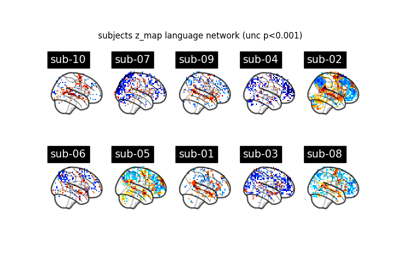 subjects z_map language network (unc p<0.001)
sub-10 sub-07 sub-09 sub-04 sub-02
sub-06 sub-05 sub-01 sub-03 sub-08